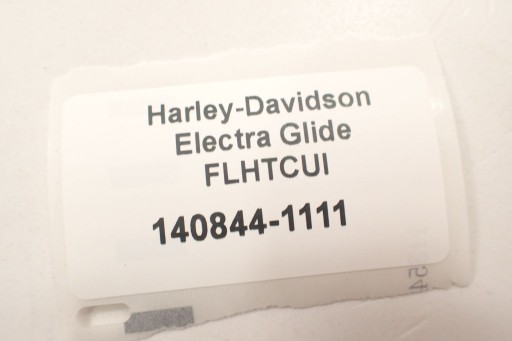 Harley-Davidson
Electra Glide
FLHTCUI
140844-1111